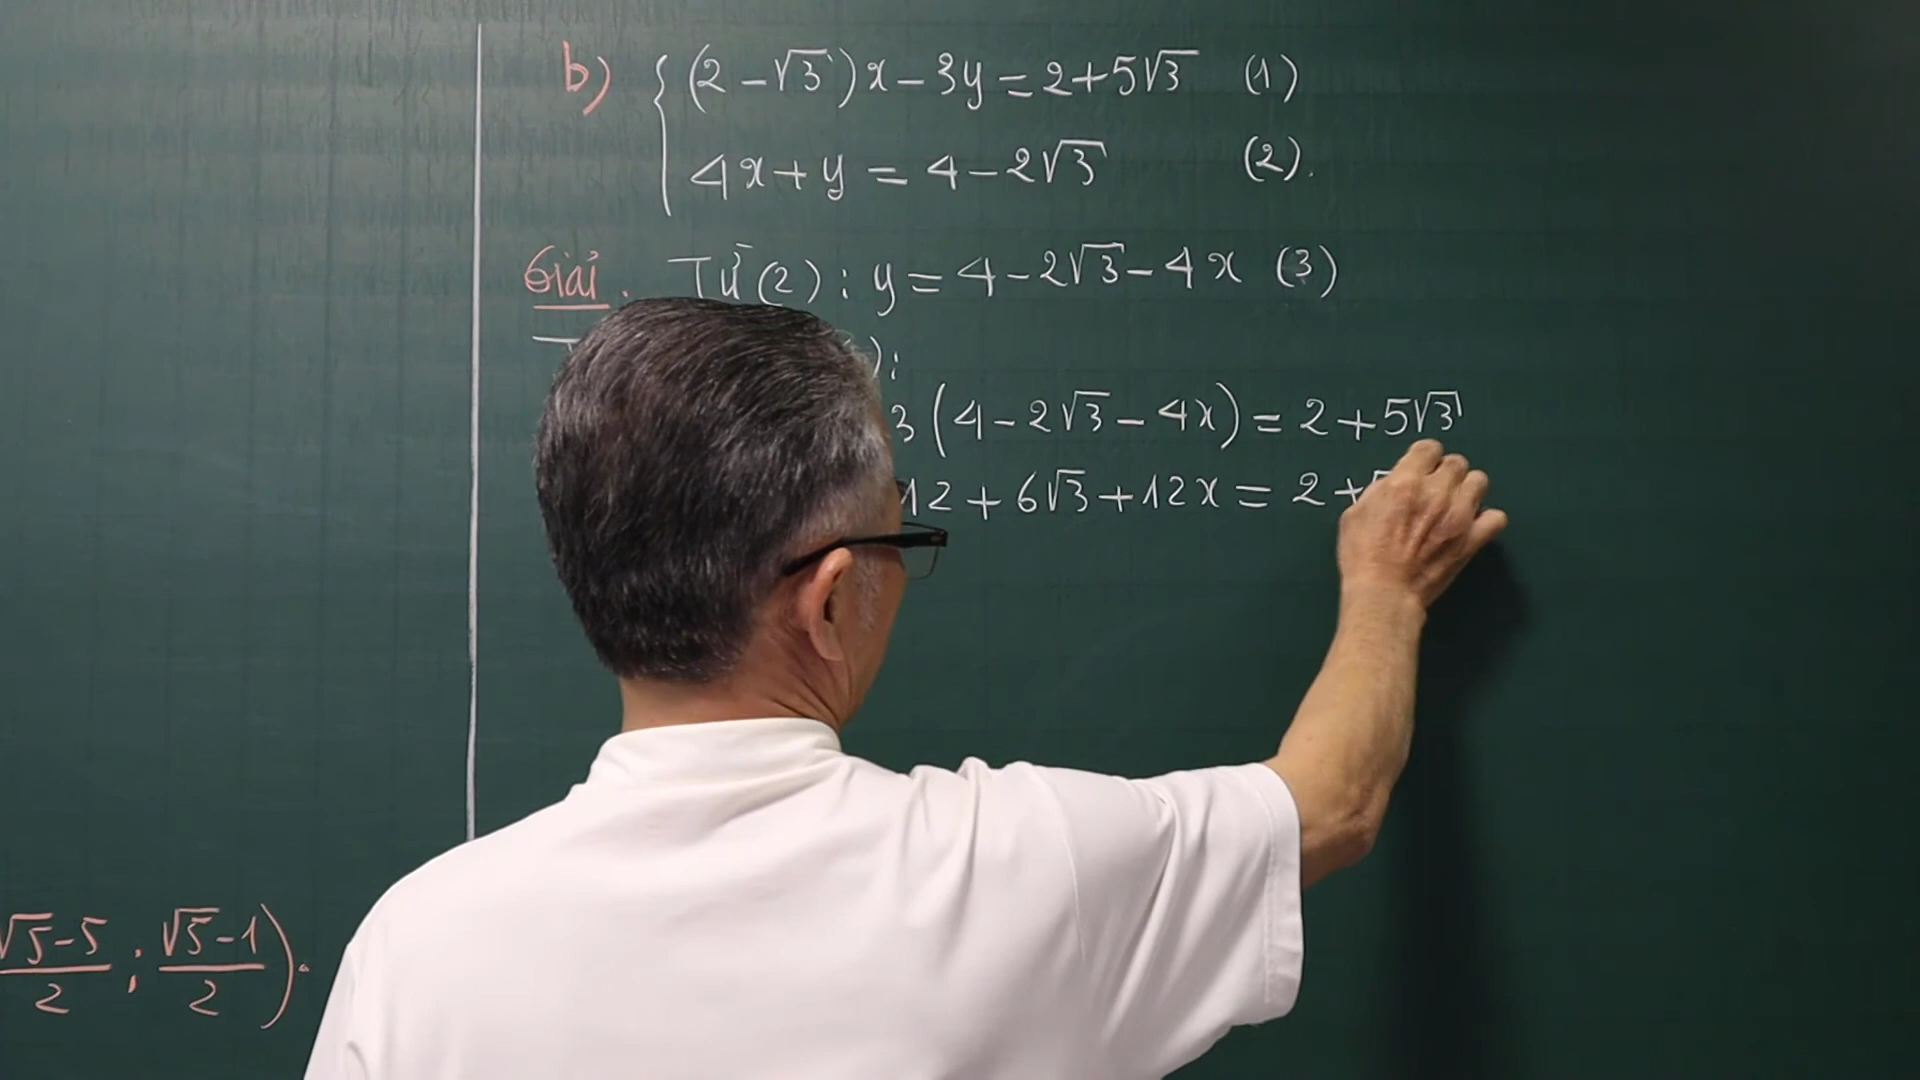 b) (2-√3)x-3y=2+5√3 (1)
4x+y=4-2√3 (2).
Giải. Từ (2): y=4-2√3-4x (3)
):
3(4-2√3-4x)=2+5√3
12+6√3+12x=2+
√5-5/2 ; √5-1/2).